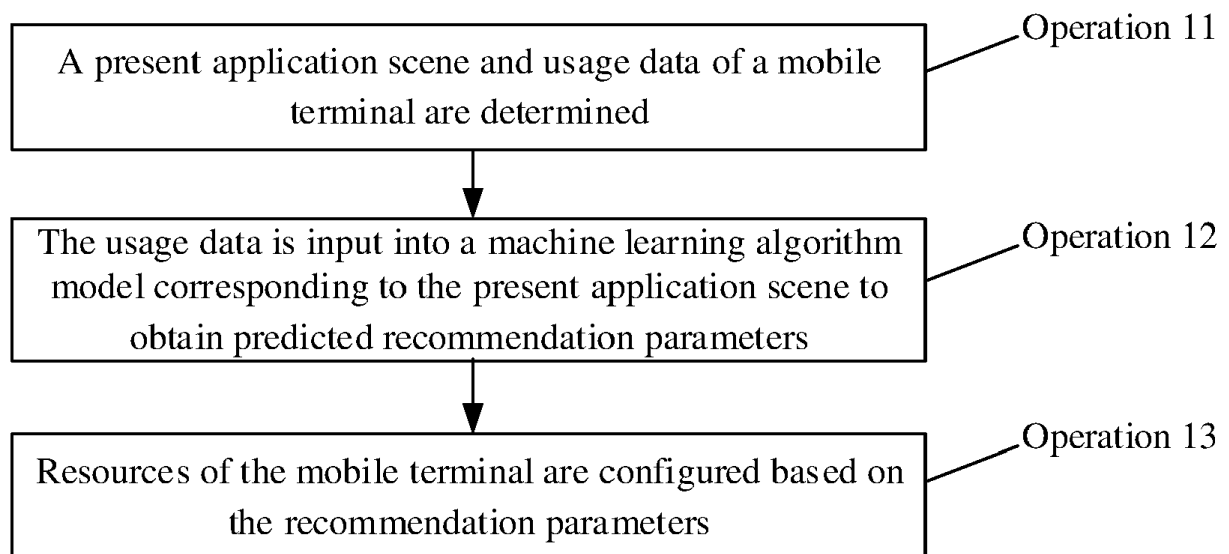 Operation 11
A present application scene and usage data of a mobile
terminal are determined
Operation 12
The usage data is input into a machine learning algorithm
model corresponding to the present application scene to
obtain predicted recommendation parameters
Operation 13
Resources of the mobile terminal are configured based on
the recommendation parameters